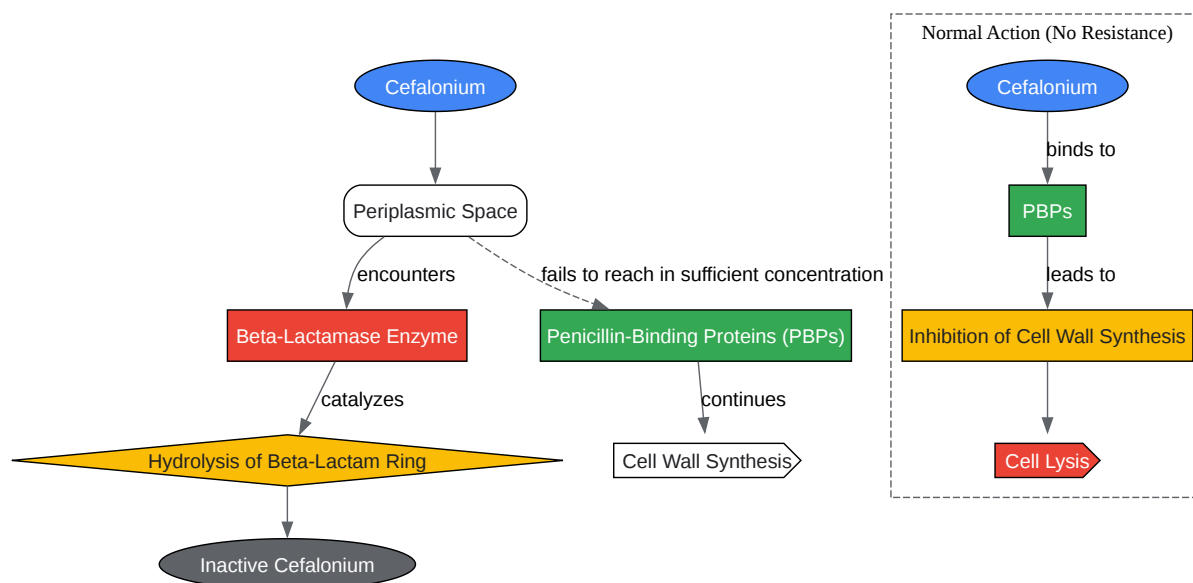 Normal Action (No Resistance)
Cefalonium
Cefalonium
binds to
Periplasmic Space
PBPs
encounters
fails to reach in sufficient concentration
leads to
Beta-Lactamase Enzyme
Penicillin-Binding Proteins (PBPs)
Inhibition of Cell Wall Synthesis
catalyzes
continues
Hydrolysis of Beta-Lactam Ring
Cell Wall Synthesis
Cell Lysis
Inactive Cefalonium